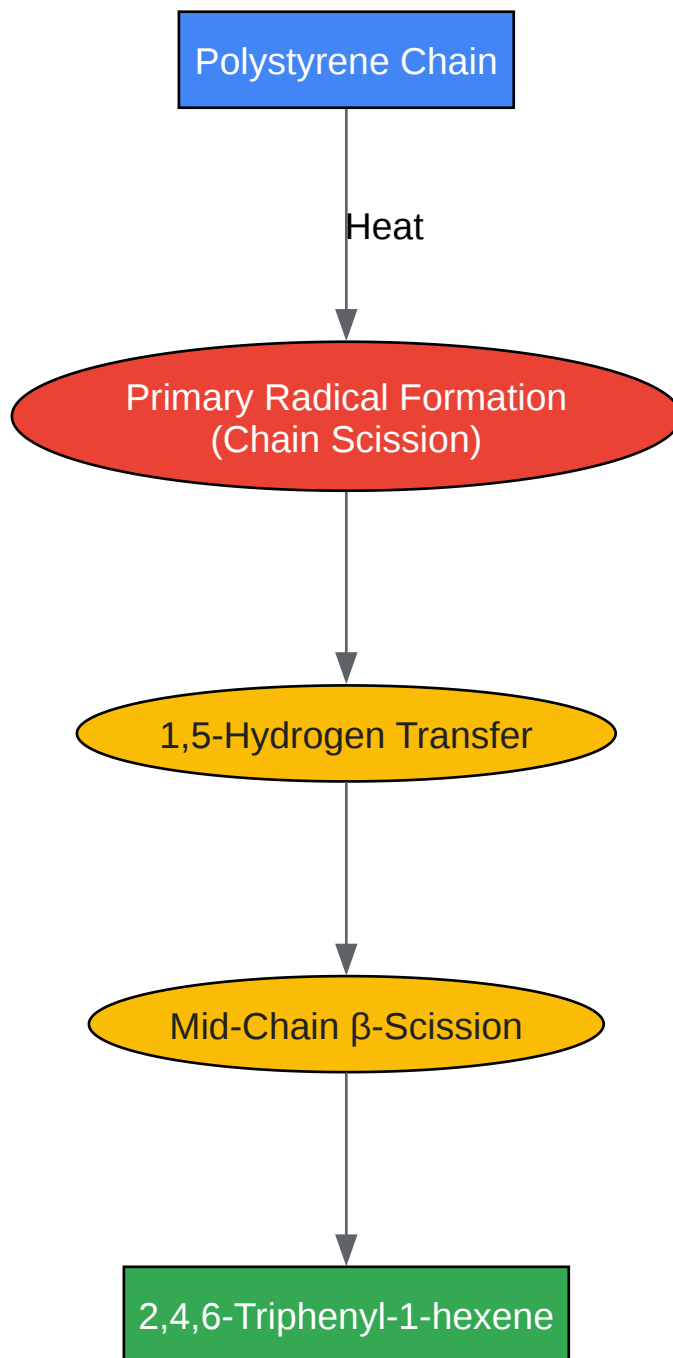 Polystyrene Chain
Heat
Primary Radical Formation
(Chain Scission)
1,5-Hydrogen Transfer
Mid-Chain β-Scission
2,4,6-Triphenyl-1-hexene